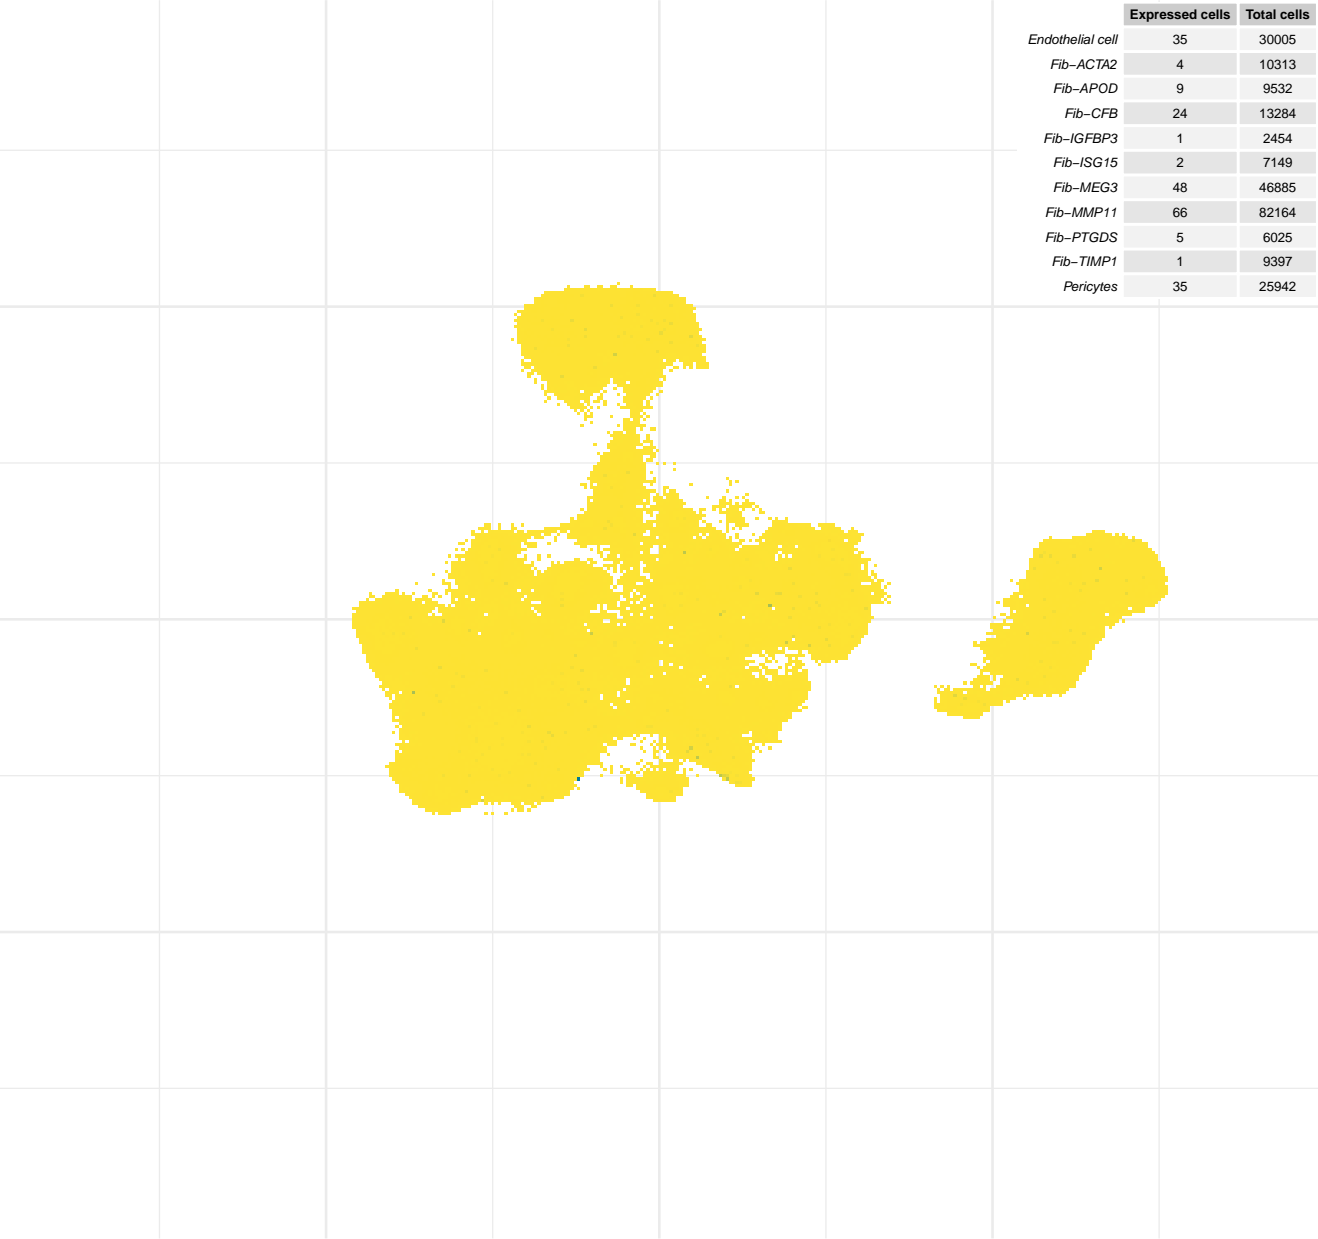 Expressed cells Total cells
Endothelial cell 35 30005
Fib−ACTA2 4 10313
Fib−APOD 9 9532
Fib−CFB 24 13284
Fib−IGFBP3 1 2454
Fib−ISG15 2 7149
Fib−MEG3 48 46885
Fib−MMP11 66 82164
Fib−PTGDS 5 6025
Fib−TIMP1 1 9397
Pericytes 35 25942